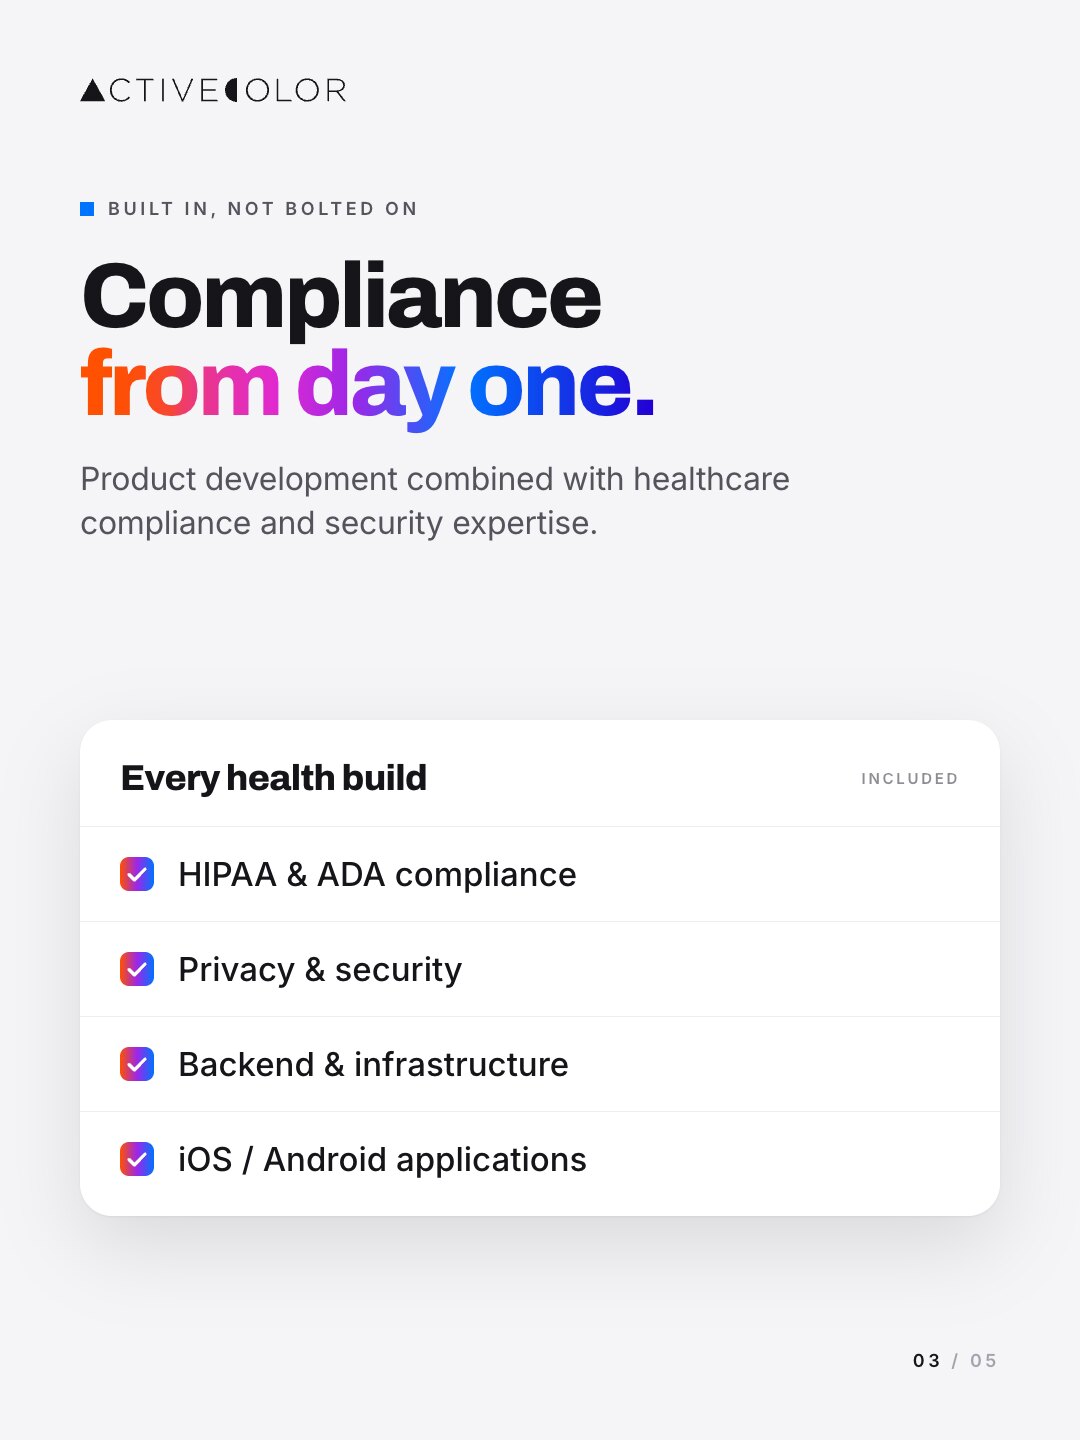 ACTIVECOLOR
BUILT IN, NOT BOLTED ON
Compliance
from day one.
Product development combined with healthcare
compliance and security expertise.
Every health build
INCLUDED
HIPAA & ADA compliance
Privacy & security
Backend & infrastructure
iOS / Android applications
03 / 05